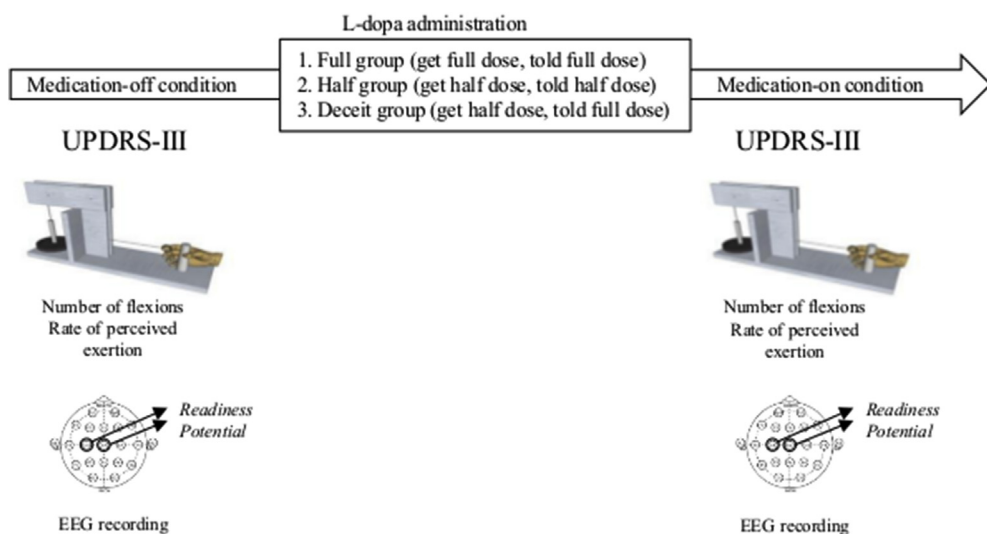 L-dopa administration
Medication-off condition
1. Full group (get full dose, told full dose)
2. Half group (get half dose, told half dose)
3. Deceit group (get half dose, told full dose)
Medication-on condition
UPDRS-III
UPDRS-III
Number of flexions
Rate of perceived
exertion
Number of flexions
Rate of perceived
exertion
Readiness
Potential
Readiness
Potential
EEG recording
EEG recording